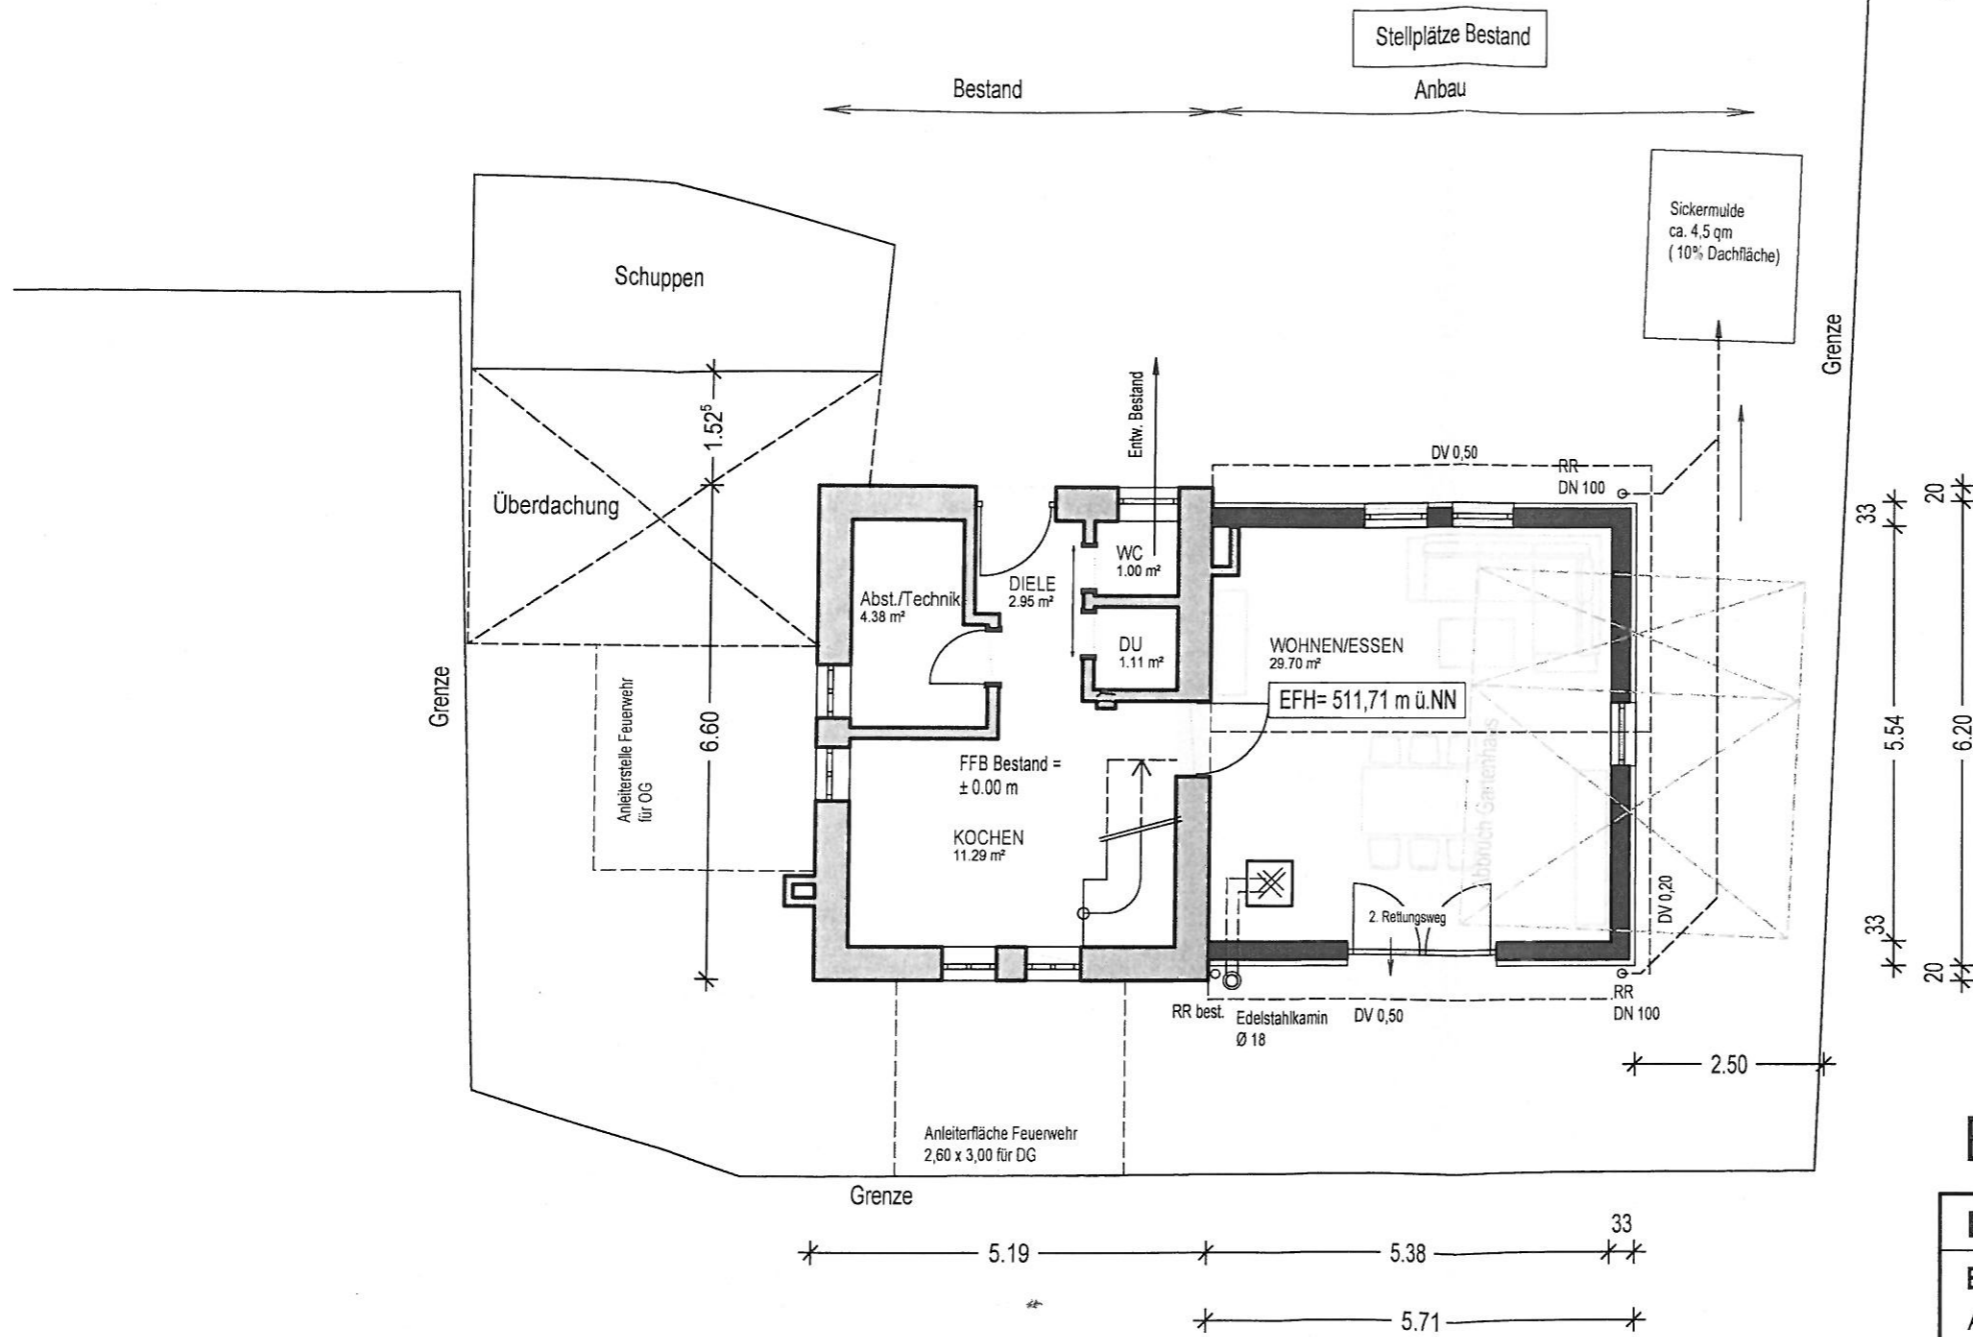 Stellplätze Bestand
Bestand
Anbau
Sickermulde
ca. 4,5 qm
( 10% Dachfläche)
Schuppen
Grenze
1.52⁵
Entw. Bestand
DV 0,50
RR
DN 100
Überdachung
20
33
WC
1.00 m²
DIELE
2.95 m²
Abst./Technik
4.38 m²
DU
1.11 m²
WOHNEN/ESSEN
29.70 m²
EFH= 511,71 m ü.NN
Grenze
Anleiterstelle Feuerwehr
für OG
6.60
5.54
6.20
FFB Bestand =
± 0.00 m
Abbruch Gartenhaus
KOCHEN
11.29 m²
2. Rettungsweg
DV 0,20
33
20
RR best.
Edelstahlkamin
Ø 18
DV 0,50
RR
DN 100
2.50
Anleiterfläche Feuerwehr
2,60 x 3,00 für DG
Grenze
33
5.19
5.38
5.71